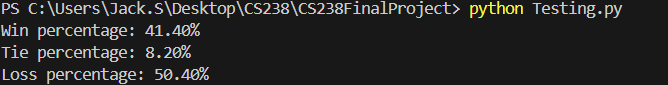 PS C:\Users\Jack.S\Desktop\CS238\CS238FinalProject> python Testing.py
Win percentage: 41.40%
Tie percentage: 8.20%
Loss percentage: 50.40%